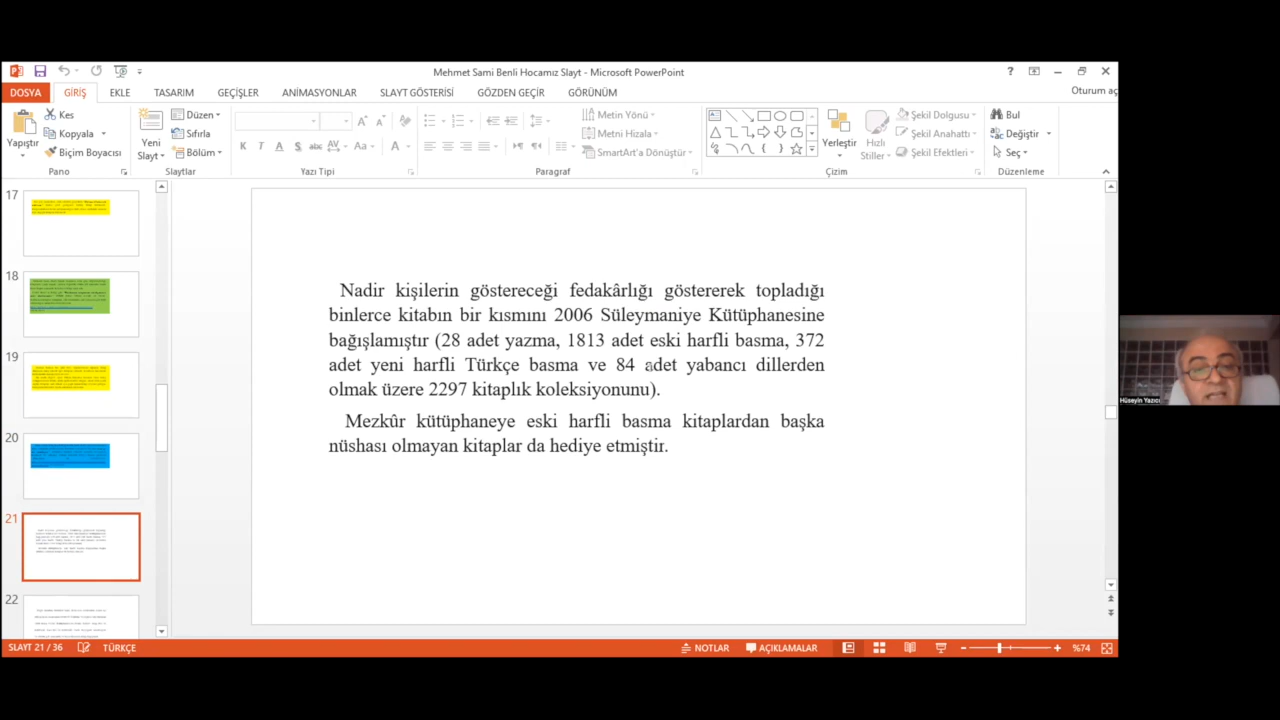 Mehmet Sami Benli Hocamız Slayt - Microsoft PowerPoint
DOSYA GİRİŞ EKLE TASARIM GEÇİŞLER ANİMASYONLAR SLAYT GÖSTERİSİ GÖZDEN GEÇİR GÖRÜNÜM Oturum aç
Yapıştır
Kes
Kopyala
Biçim Boyacısı
Pano
Yeni
Slayt
Düzen
Sıfırla
Bölüm
Slaytlar
K T A S abc AV Aa A
Yazı Tipi
Metin Yönü
Metni Hizala
SmartArt'a Dönüştür
Paragraf
Yerleştir
Hızlı
Stiller
Şekil Dolgusu
Şekil Anahattı
Şekil Efektleri
Çizim
Bul
Değiştir
Seç
Düzenleme
17
18
19
20
21
22
Nadir kişilerin göstereceği fedakârlığı göstererek topladığı
binlerce kitabın bir kısmını 2006 Süleymaniye Kütüphanesine
bağışlamıştır (28 adet yazma, 1813 adet eski harfli basma, 372
adet yeni harfli Türkçe basma ve 84 adet yabancı dillerden
olmak üzere 2297 kitaplık koleksiyonunu).
Mezkûr kütüphaneye eski harfli basma kitaplardan başka
nüshası olmayan kitaplar da hediye etmiştir.
Hüseyin Yazıcı
SLAYT 21 / 36 TÜRKÇE NOTLAR AÇIKLAMALAR %74